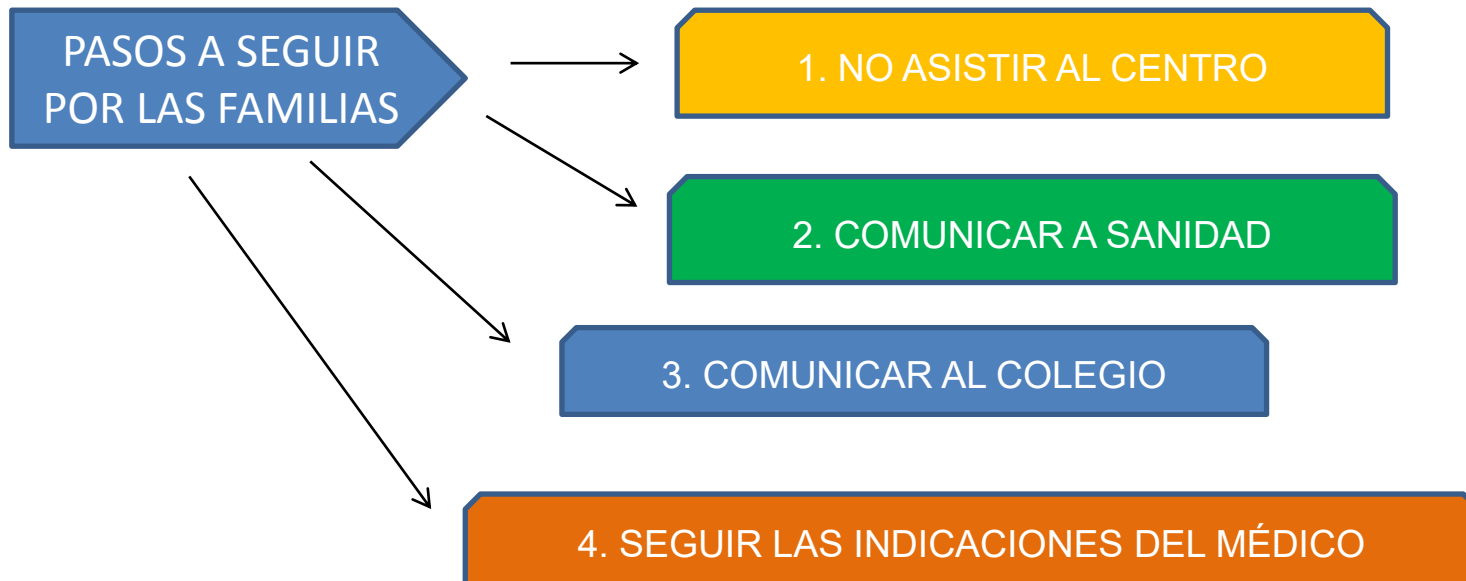 PASOS A SEGUIR
POR LAS FAMILIAS
1. NO ASISTIR AL CENTRO
2. COMUNICAR A SANIDAD
3. COMUNICAR AL COLEGIO
4. SEGUIR LAS INDICACIONES DEL MÉDICO